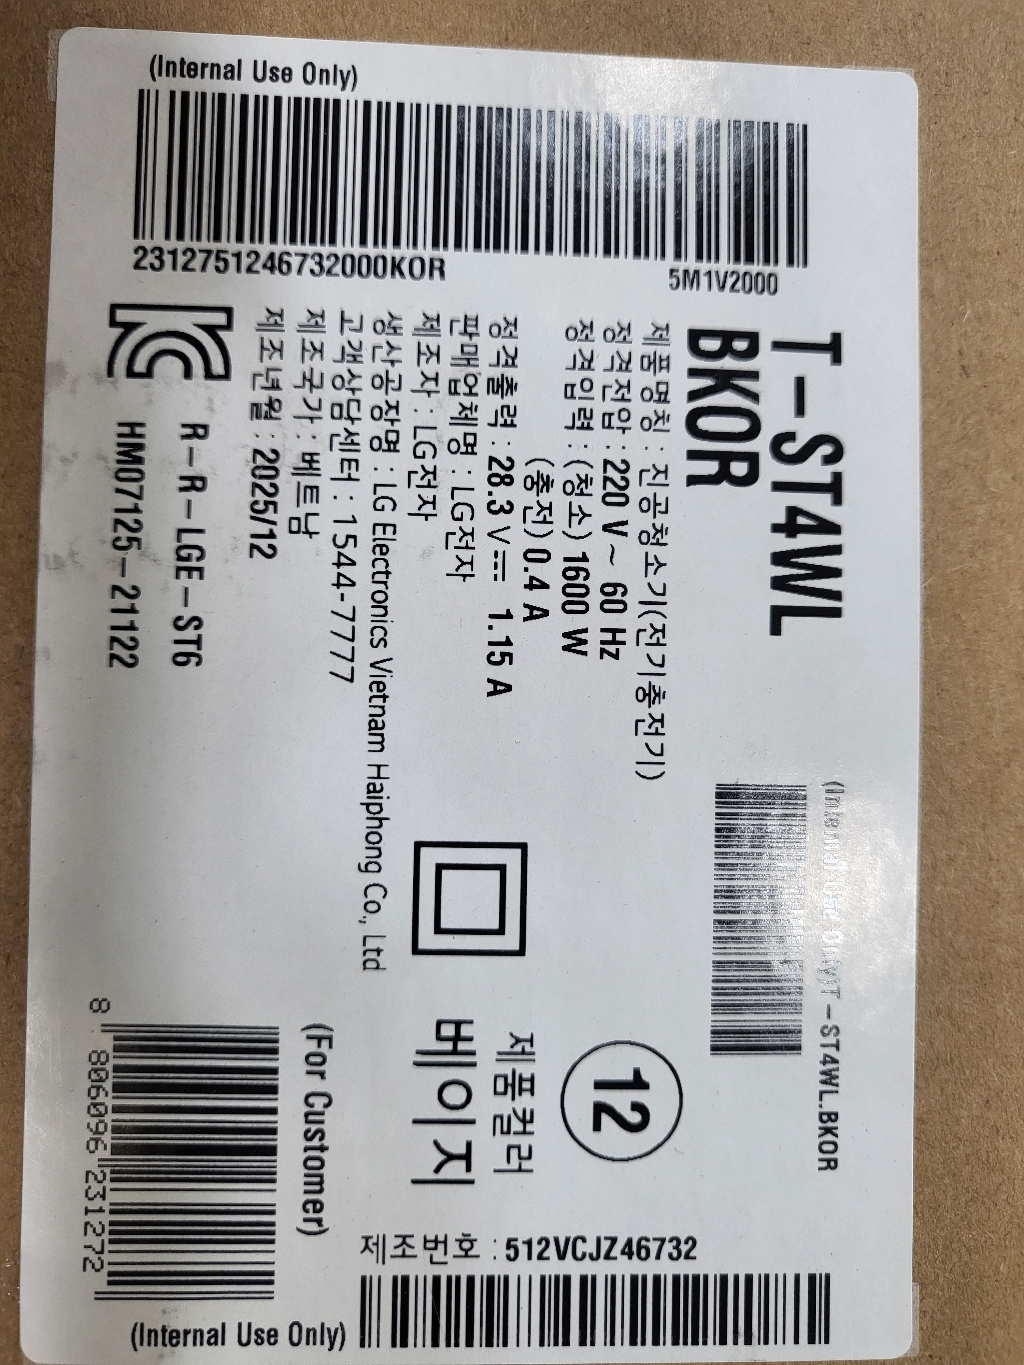 (Internal Use Only)
2312751246732000KOR
5M1V2000
T-ST4WL
BKOR
제품명칭 : 진공청소기(전기충전기)
정격전압 : 220 V ~ 60 Hz
정격입력 : (청소) 1600 W
(충전) 0.4 A
정격출력 : 28.3 V⎓ 1.15 A
판매업체명 : LG전자
제조자 : LG전자
생산공장명 : LG Electronics Vietnam Haiphong Co., Ltd
고객상담센터 : 1544-7777
제조국가 : 베트남
제조년월 : 2025/12
R-R-LGE-ST6
HM07125-21122
(Internal Use Only)T-ST4WL.BKOR
12
제품컬러
베이지
(For Customer)
8 806096 231272
제조번호 : 512VCJZ46732
(Internal Use Only)